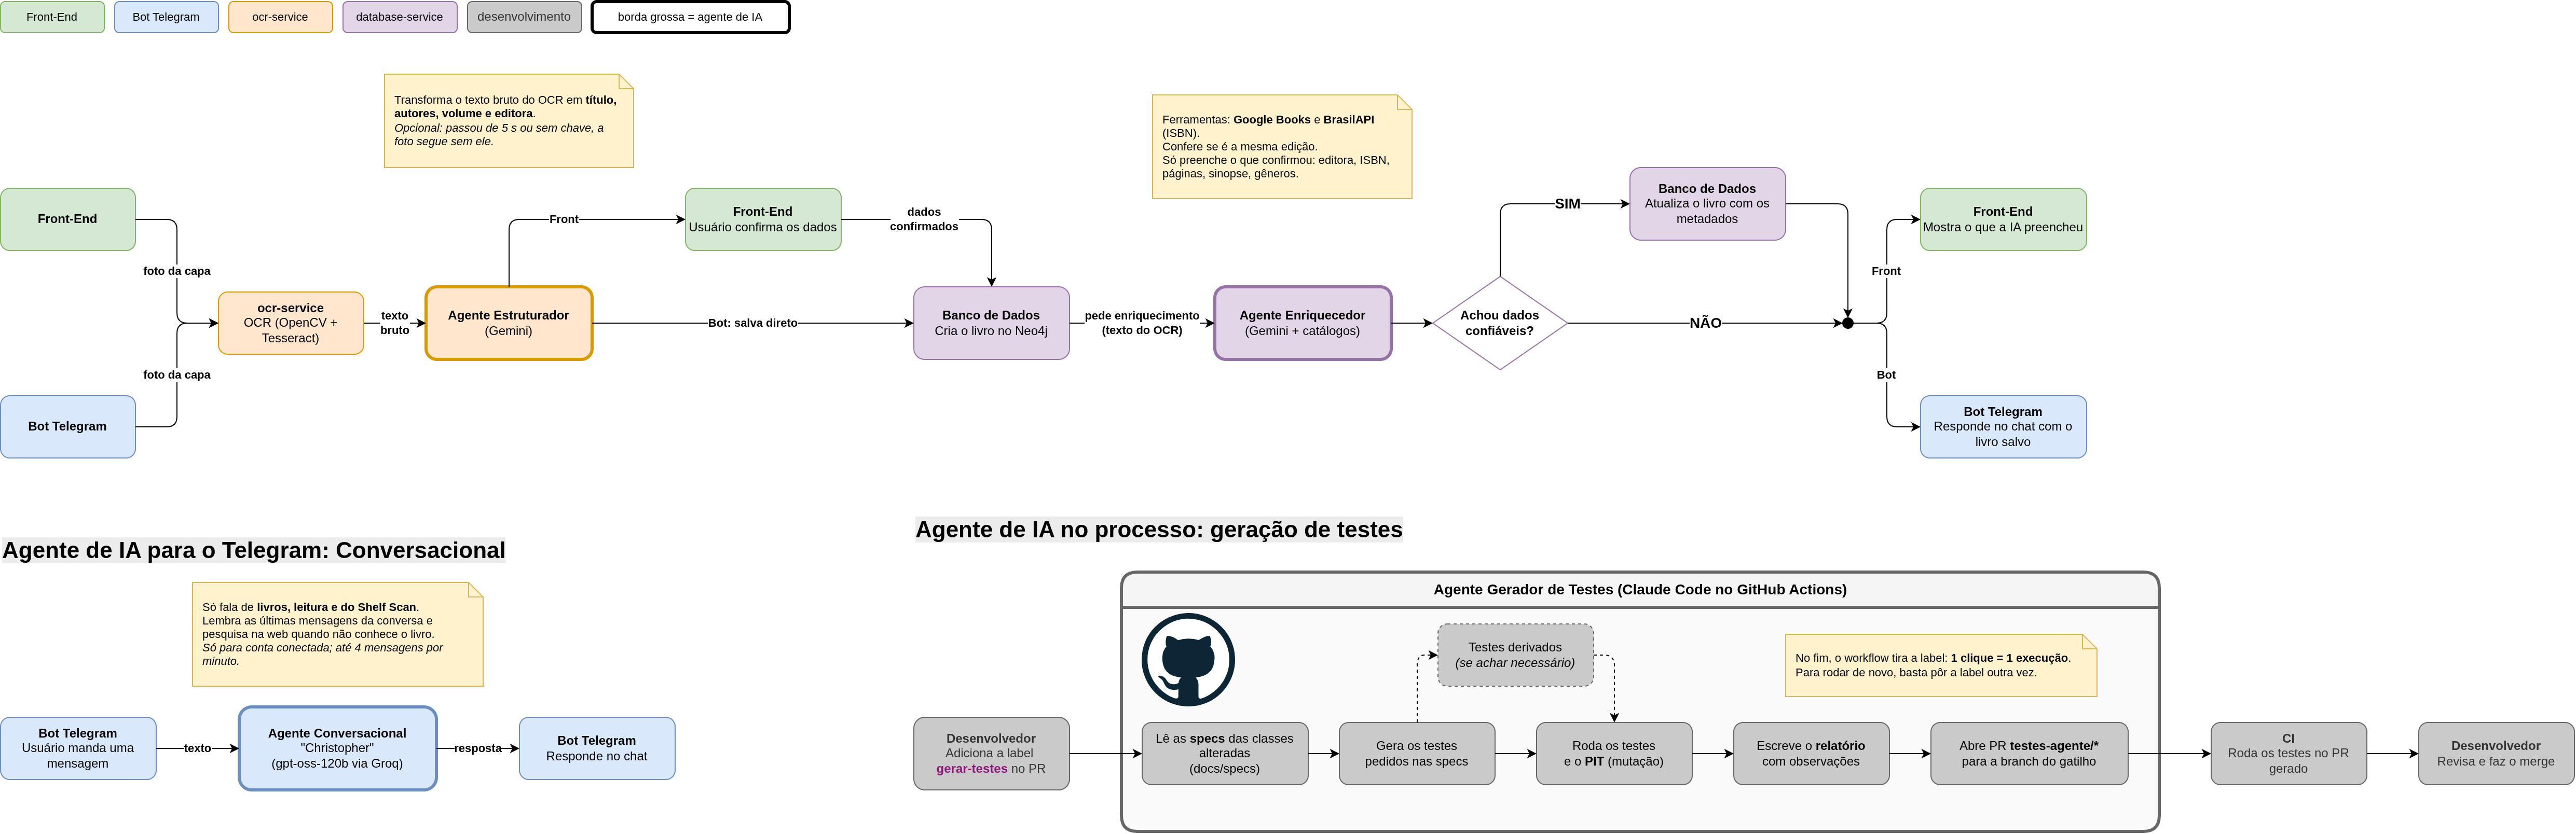 Front-End
Bot Telegram
ocr-service
database-service
desenvolvimento
borda grossa = agente de IA
Transforma o texto bruto do OCR em título,
autores, volume e editora.
Opcional: passou de 5 s ou sem chave, a
foto segue sem ele.
Ferramentas: Google Books e BrasilAPI
(ISBN).
Confere se é a mesma edição.
Só preenche o que confirmou: editora, ISBN,
páginas, sinopse, gêneros.
Front-End
foto da capa
Bot Telegram
foto da capa
ocr-service
OCR (OpenCV +
Tesseract)
texto
bruto
Agente Estruturador
(Gemini)
Front
Front-End
Usuário confirma os dados
dados
confirmados
Bot: salva direto
Banco de Dados
Cria o livro no Neo4j
pede enriquecimento
(texto do OCR)
Agente Enriquecedor
(Gemini + catálogos)
Achou dados
confiáveis?
SIM
Banco de Dados
Atualiza o livro com os
metadados
NÃO
Front
Front-End
Mostra o que a IA preencheu
Bot
Bot Telegram
Responde no chat com o
livro salvo
Agente de IA para o Telegram: Conversacional
Só fala de livros, leitura e do Shelf Scan.
Lembra as últimas mensagens da conversa e
pesquisa na web quando não conhece o livro.
Só para conta conectada; até 4 mensagens por
minuto.
Bot Telegram
Usuário manda uma
mensagem
texto
Agente Conversacional
"Christopher"
(gpt-oss-120b via Groq)
resposta
Bot Telegram
Responde no chat
Agente de IA no processo: geração de testes
Agente Gerador de Testes (Claude Code no GitHub Actions)
Desenvolvedor
Adiciona a label
gerar-testes no PR
Lê as specs das classes
alteradas
(docs/specs)
Gera os testes
pedidos nas specs
Testes derivados
(se achar necessário)
Roda os testes
e o PIT (mutação)
Escreve o relatório
com observações
No fim, o workflow tira a label: 1 clique = 1 execução.
Para rodar de novo, basta pôr a label outra vez.
Abre PR testes-agente/*
para a branch do gatilho
CI
Roda os testes no PR
gerado
Desenvolvedor
Revisa e faz o merge